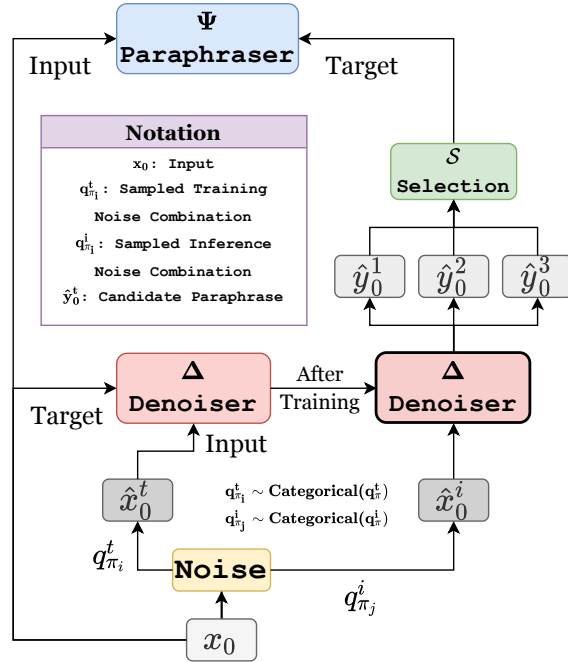 Ψ
Paraphraser
Input
Target
Notation
x₀: Input
q^t_{π_i}: Sampled Training
Noise Combination
q^i_{π_i}: Sampled Inference
Noise Combination
ŷ^t_0: Candidate Paraphrase
𝒮
Selection
ŷ^1_0 ŷ^2_0 ŷ^3_0
Δ
Denoiser
After
Training
Δ
Denoiser
Target
Input
x̂^t_0
q^t_{π_i} ∼ Categorical(q^t_π)
q^i_{π_j} ∼ Categorical(q^i_π)
x̂^i_0
q^t_{π_i}
Noise
q^i_{π_j}
x₀